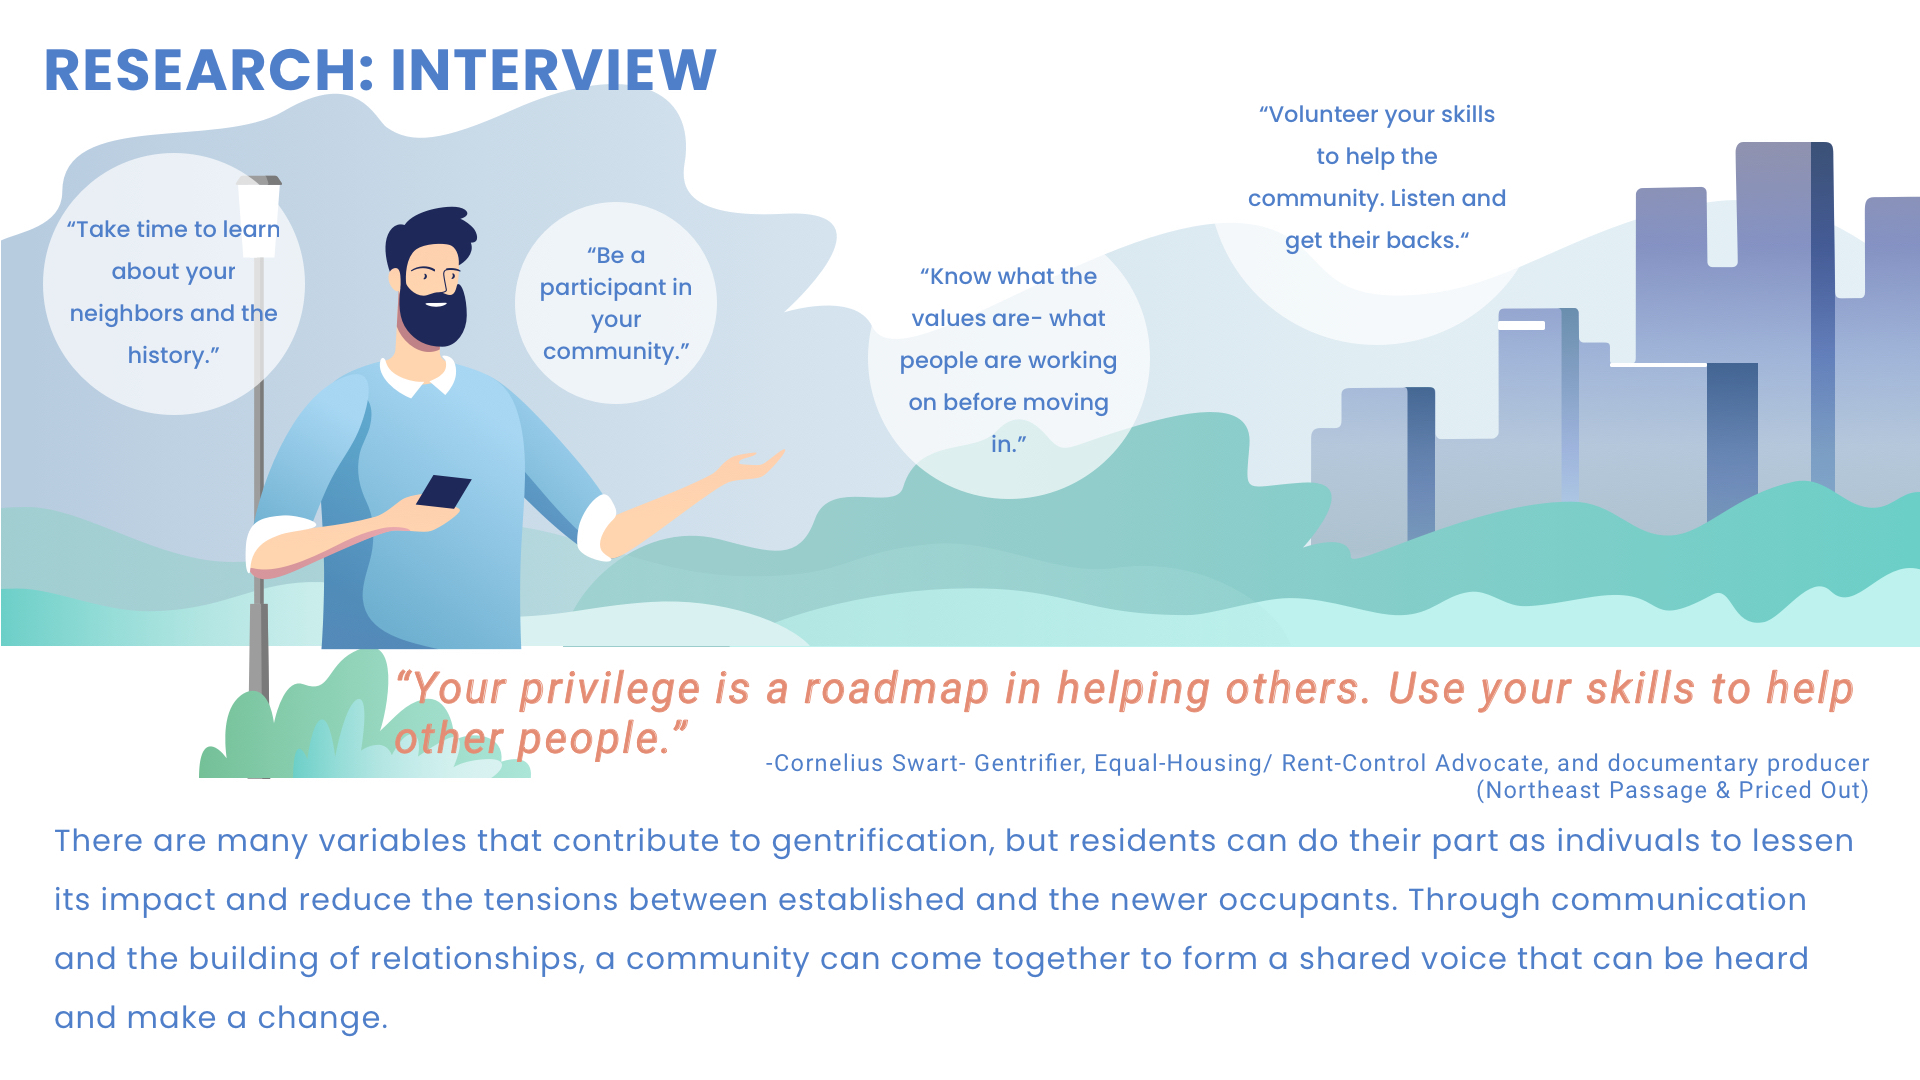 RESEARCH: INTERVIEW
“Take time to learn
about your
neighbors and the
history.”
“Be a
participant in
your
community.”
“Know what the
values are- what
people are working
on before moving
in.”
“Volunteer your skills
to help the
community. Listen and
get their backs.“
“Your privilege is a roadmap in helping others. Use your skills to help
other people.”
-Cornelius Swart- Gentrifier, Equal-Housing/ Rent-Control Advocate, and documentary producer
(Northeast Passage & Priced Out)
There are many variables that contribute to gentrification, but residents can do their part as indivuals to lessen
its impact and reduce the tensions between established and the newer occupants. Through communication
and the building of relationships, a community can come together to form a shared voice that can be heard
and make a change.